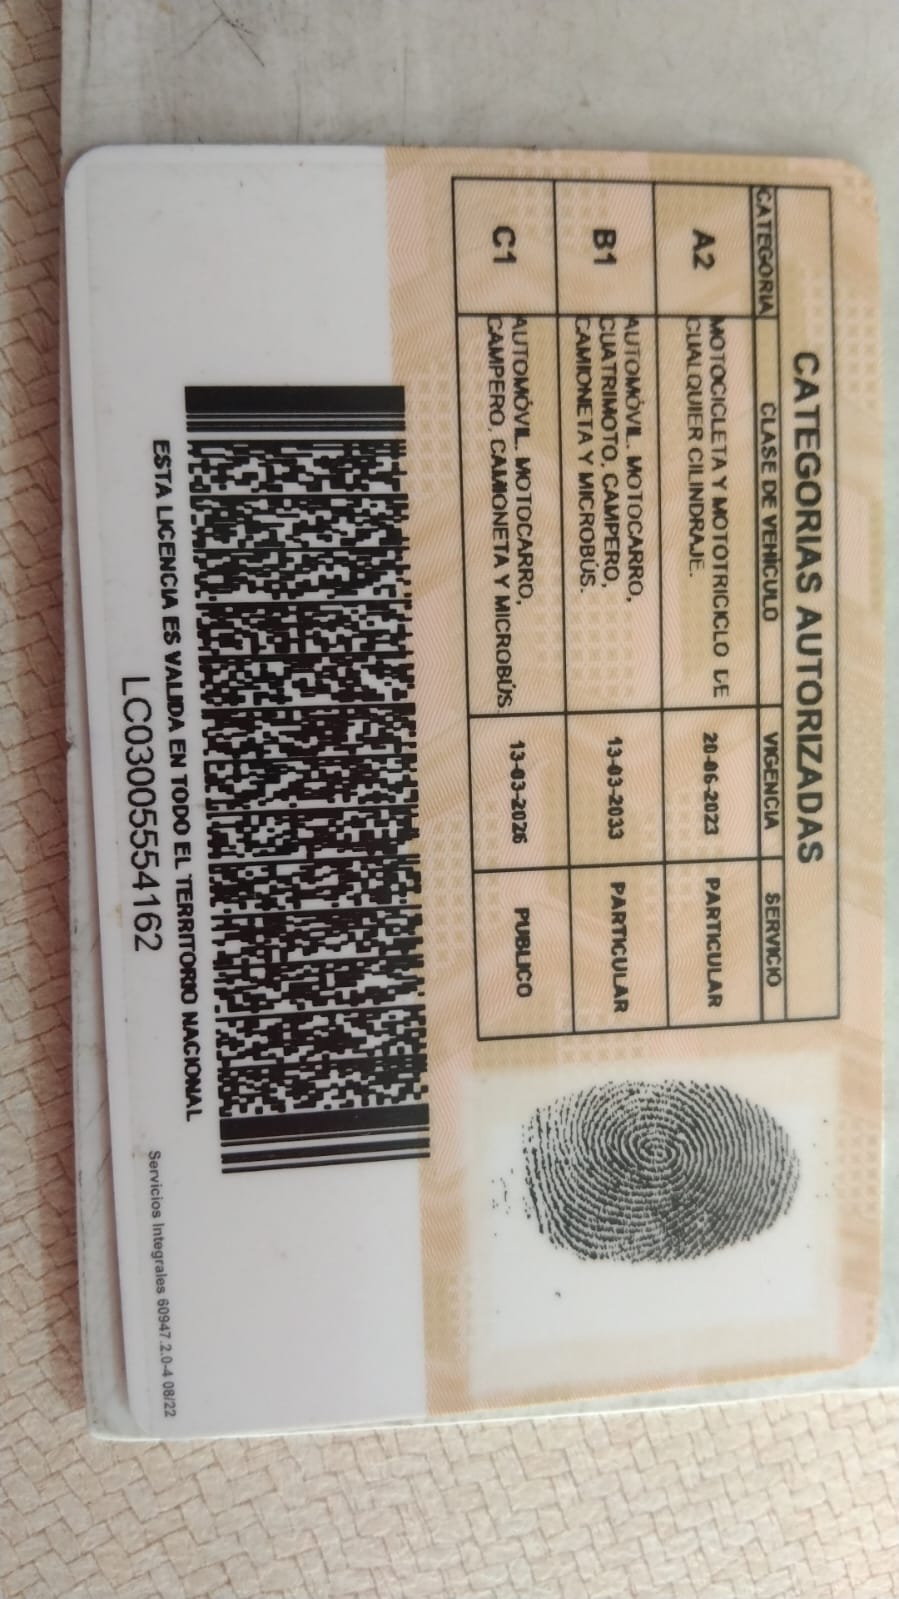 CATEGORIAS AUTORIZADAS
CATEGORIA CLASE DE VEHÍCULO VIGENCIA SERVICIO
A2 MOTOCICLETA Y MOTOTRICICLO DE CUALQUIER CILINDRAJE. 20-06-2023 PARTICULAR
B1 AUTOMÓVIL. MOTOCARRO, CUATRIMOTO, CAMPERO, CAMIONETA Y MICROBÚS. 13-03-2033 PARTICULAR
C1 AUTOMÓVIL. MOTOCARRO, CAMPERO, CAMIONETA Y MICROBÚS 13-03-2026 PUBLICO
ESTA LICENCIA ES VALIDA EN TODO EL TERRITORIO NACIONAL
LC03005554162
Servicios Integrales 60947.2.0-4 08/22